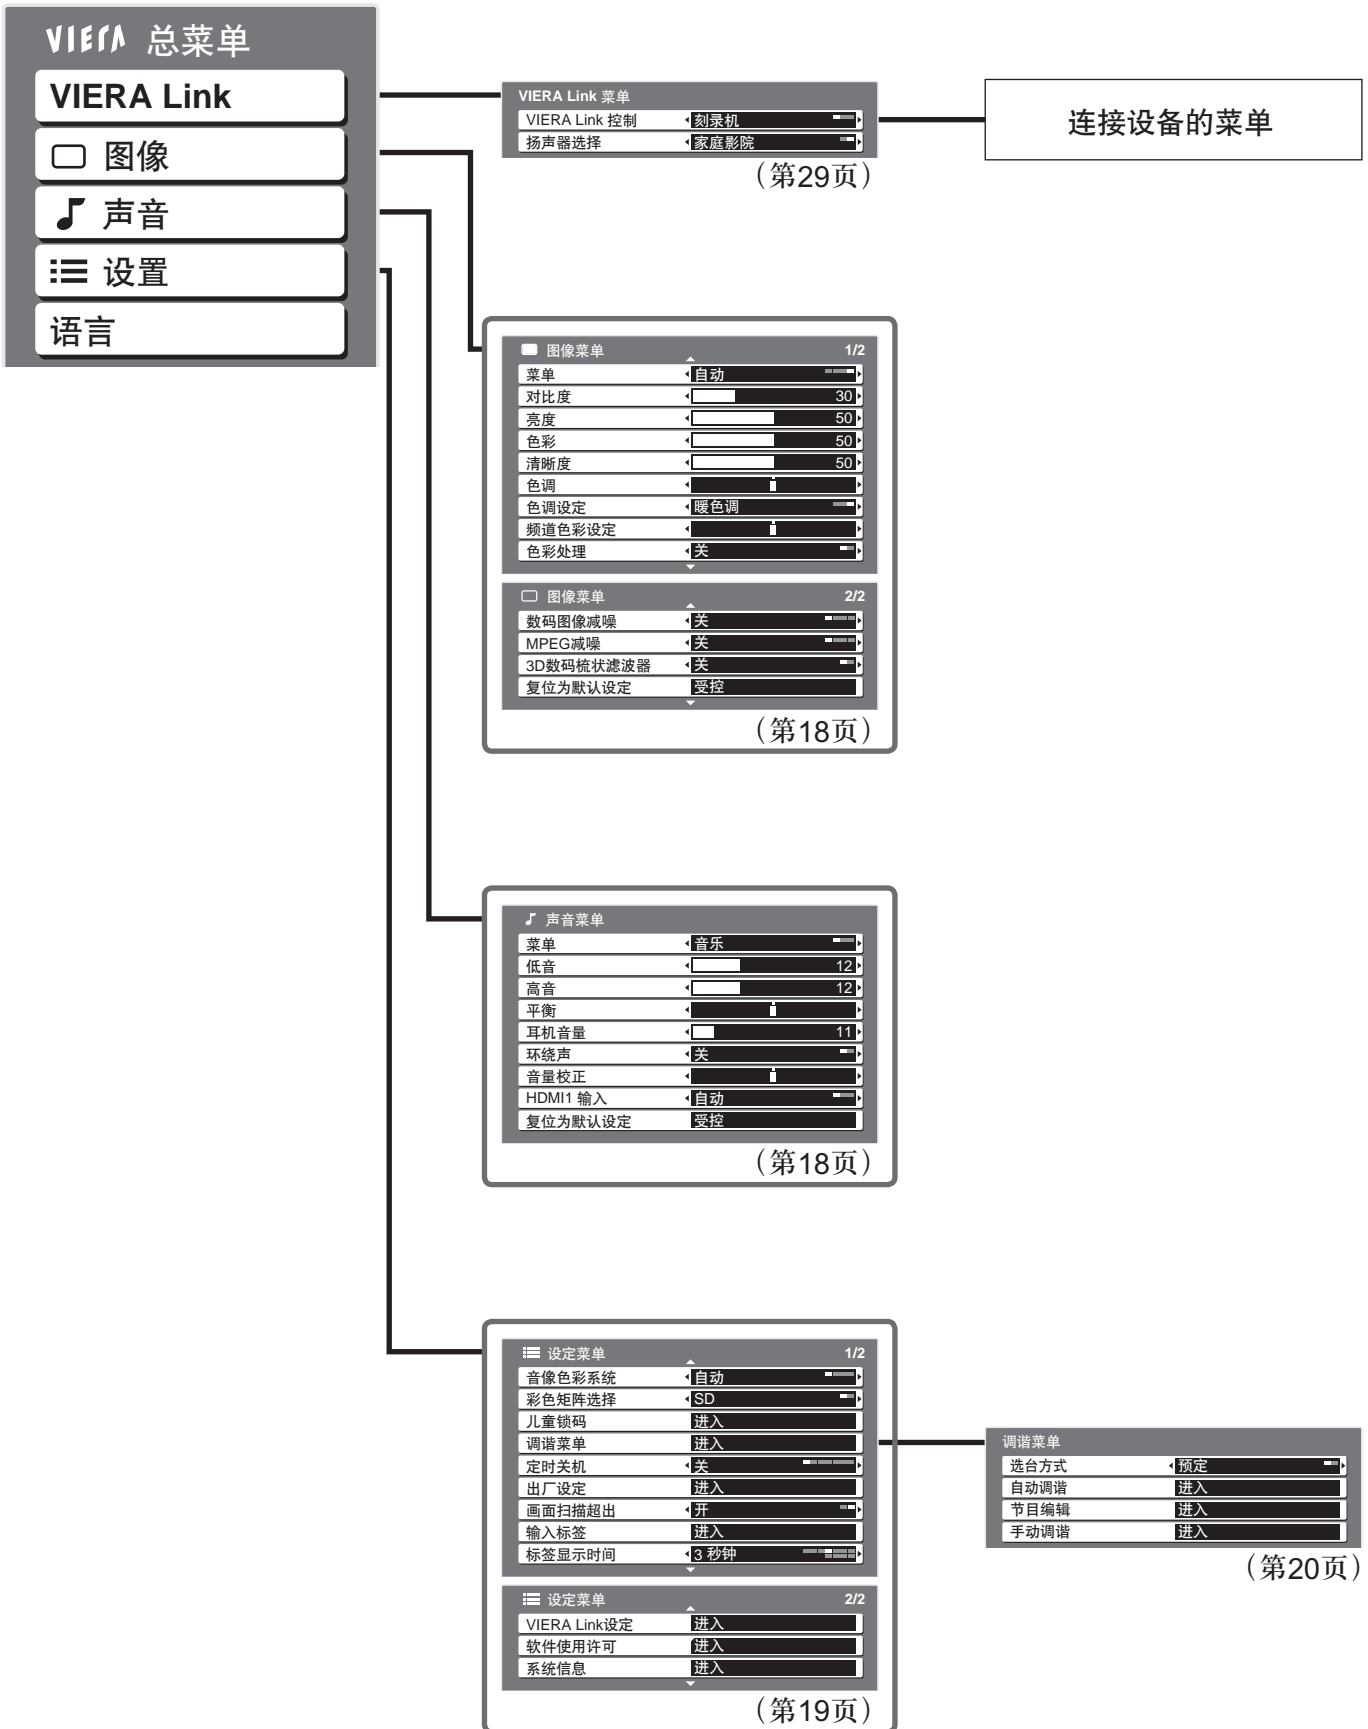 VIERA 总菜单
VIERA Link
图像
声音
设置
语言
VIERA Link 菜单
VIERA Link 控制 刻录机
扬声器选择 家庭影院
（第29页）
连接设备的菜单
图像菜单 1/2
菜单 自动
对比度 30
亮度 50
色彩 50
清晰度 50
色调
色调设定 暖色调
频道色彩设定
色彩处理 关
图像菜单 2/2
数码图像减噪 关
MPEG减噪 关
3D数码梳状滤波器 关
复位为默认设定 受控
（第18页）
声音菜单
菜单 音乐
低音 12
高音 12
平衡
耳机音量 11
环绕声 关
音量校正
HDMI1 输入 自动
复位为默认设定 受控
（第18页）
设定菜单 1/2
音像色彩系统 自动
彩色矩阵选择 SD
儿童锁码 进入
调谐菜单 进入
定时关机 关
出厂设定 进入
画面扫描超出 开
输入标签 进入
标签显示时间 3 秒钟
设定菜单 2/2
VIERA Link设定 进入
软件使用许可 进入
系统信息 进入
（第19页）
调谐菜单
选台方式 预定
自动调谐 进入
节目编辑 进入
手动调谐 进入
（第20页）